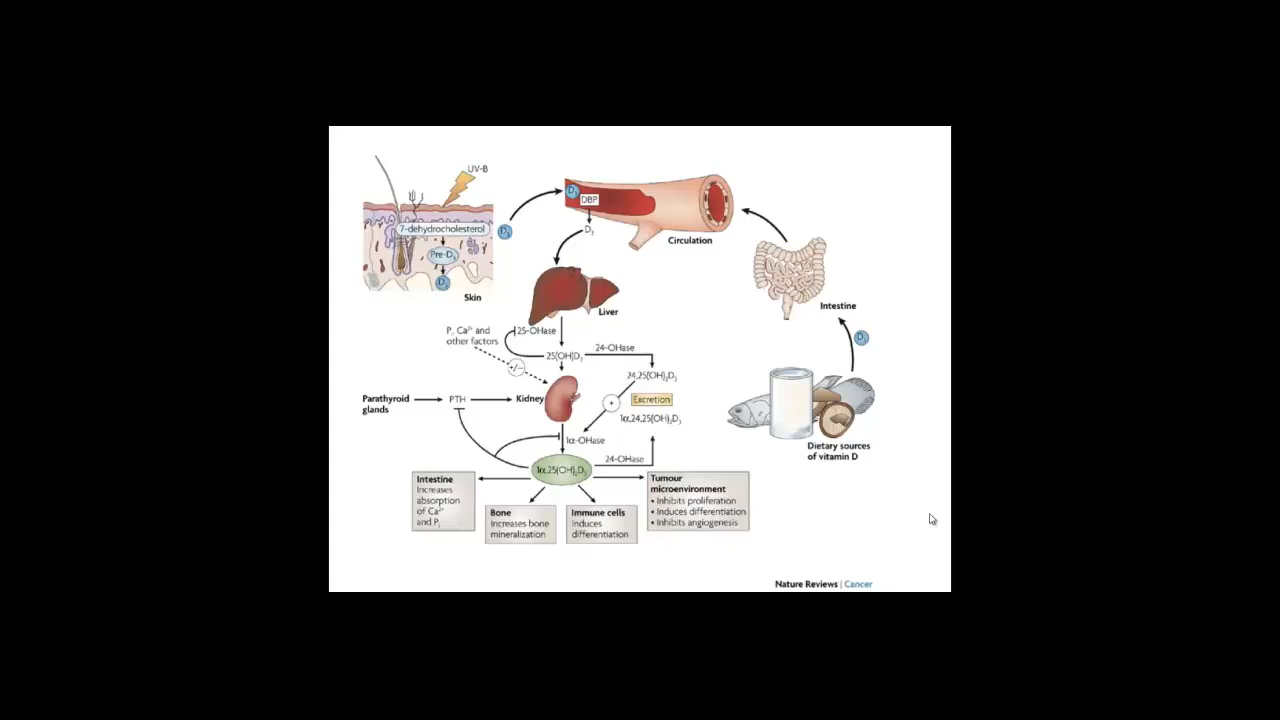 UV-B
7-dehydrocholesterol
Pre-D₃
D₃
Skin
D₃
D₃
DBP
D₃
Circulation
Intestine
D₃
Dietary sources
of vitamin D
Liver
25-OHase
Pᵢ, Ca²⁺ and
other factors
+/−
25(OH)D₃
24-OHase
24,25(OH)₂D₃
Excretion
+
1α,24,25(OH)₃D₃
Parathyroid
glands
PTH
Kidney
1α-OHase
24-OHase
1α,25(OH)₂D₃
Intestine
Increases
absorption
of Ca²⁺
and Pᵢ
Bone
Increases bone
mineralization
Immune cells
Induces
differentiation
Tumour
microenvironment
• Inhibits proliferation
• Induces differentiation
• Inhibits angiogenesis
Nature Reviews | Cancer